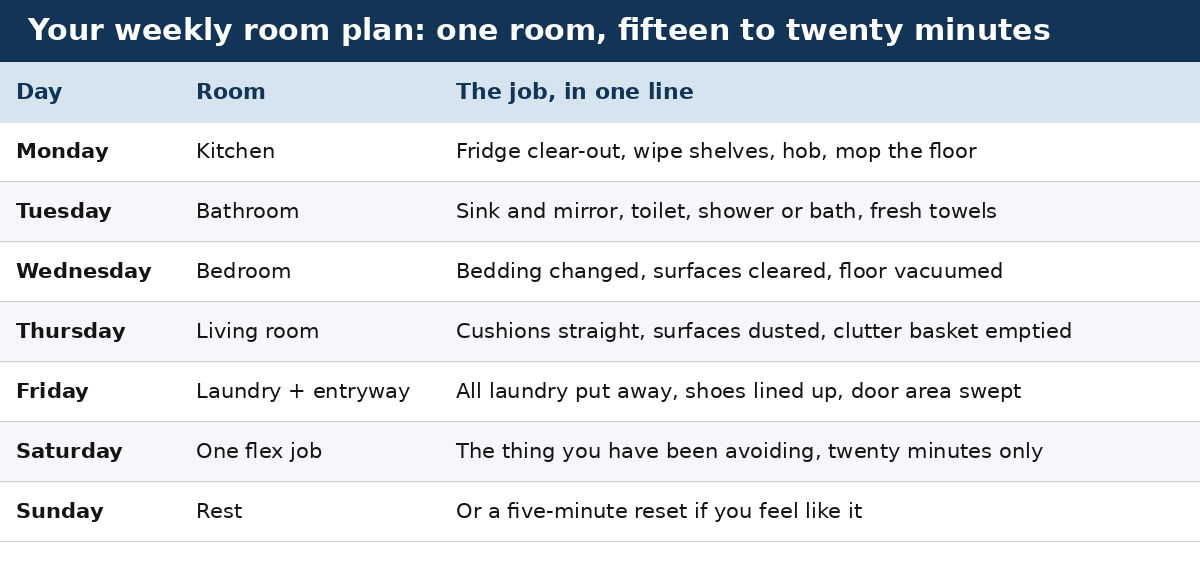 Your weekly room plan: one room, fifteen to twenty minutes
Day Room The job, in one line
Monday Kitchen Fridge clear-out, wipe shelves, hob, mop the floor
Tuesday Bathroom Sink and mirror, toilet, shower or bath, fresh towels
Wednesday Bedroom Bedding changed, surfaces cleared, floor vacuumed
Thursday Living room Cushions straight, surfaces dusted, clutter basket emptied
Friday Laundry + entryway All laundry put away, shoes lined up, door area swept
Saturday One flex job The thing you have been avoiding, twenty minutes only
Sunday Rest Or a five-minute reset if you feel like it